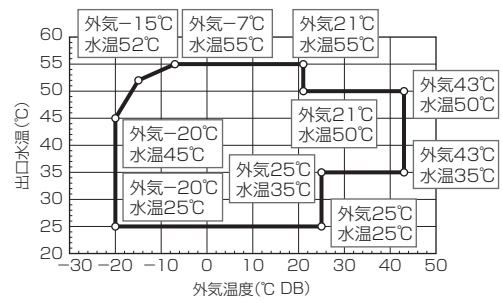 外気−15℃
水温52℃
外気−7℃
水温55℃
外気21℃
水温55℃
外気43℃
水温50℃
外気21℃
水温50℃
外気−20℃
水温45℃
外気25℃
水温35℃
外気43℃
水温35℃
外気−20℃
水温25℃
外気25℃
水温25℃
出口水温(℃)
60
55
50
45
40
35
30
25
20
−30 −20 −10 0 10 20 30 40 50
外気温度(℃ DB)